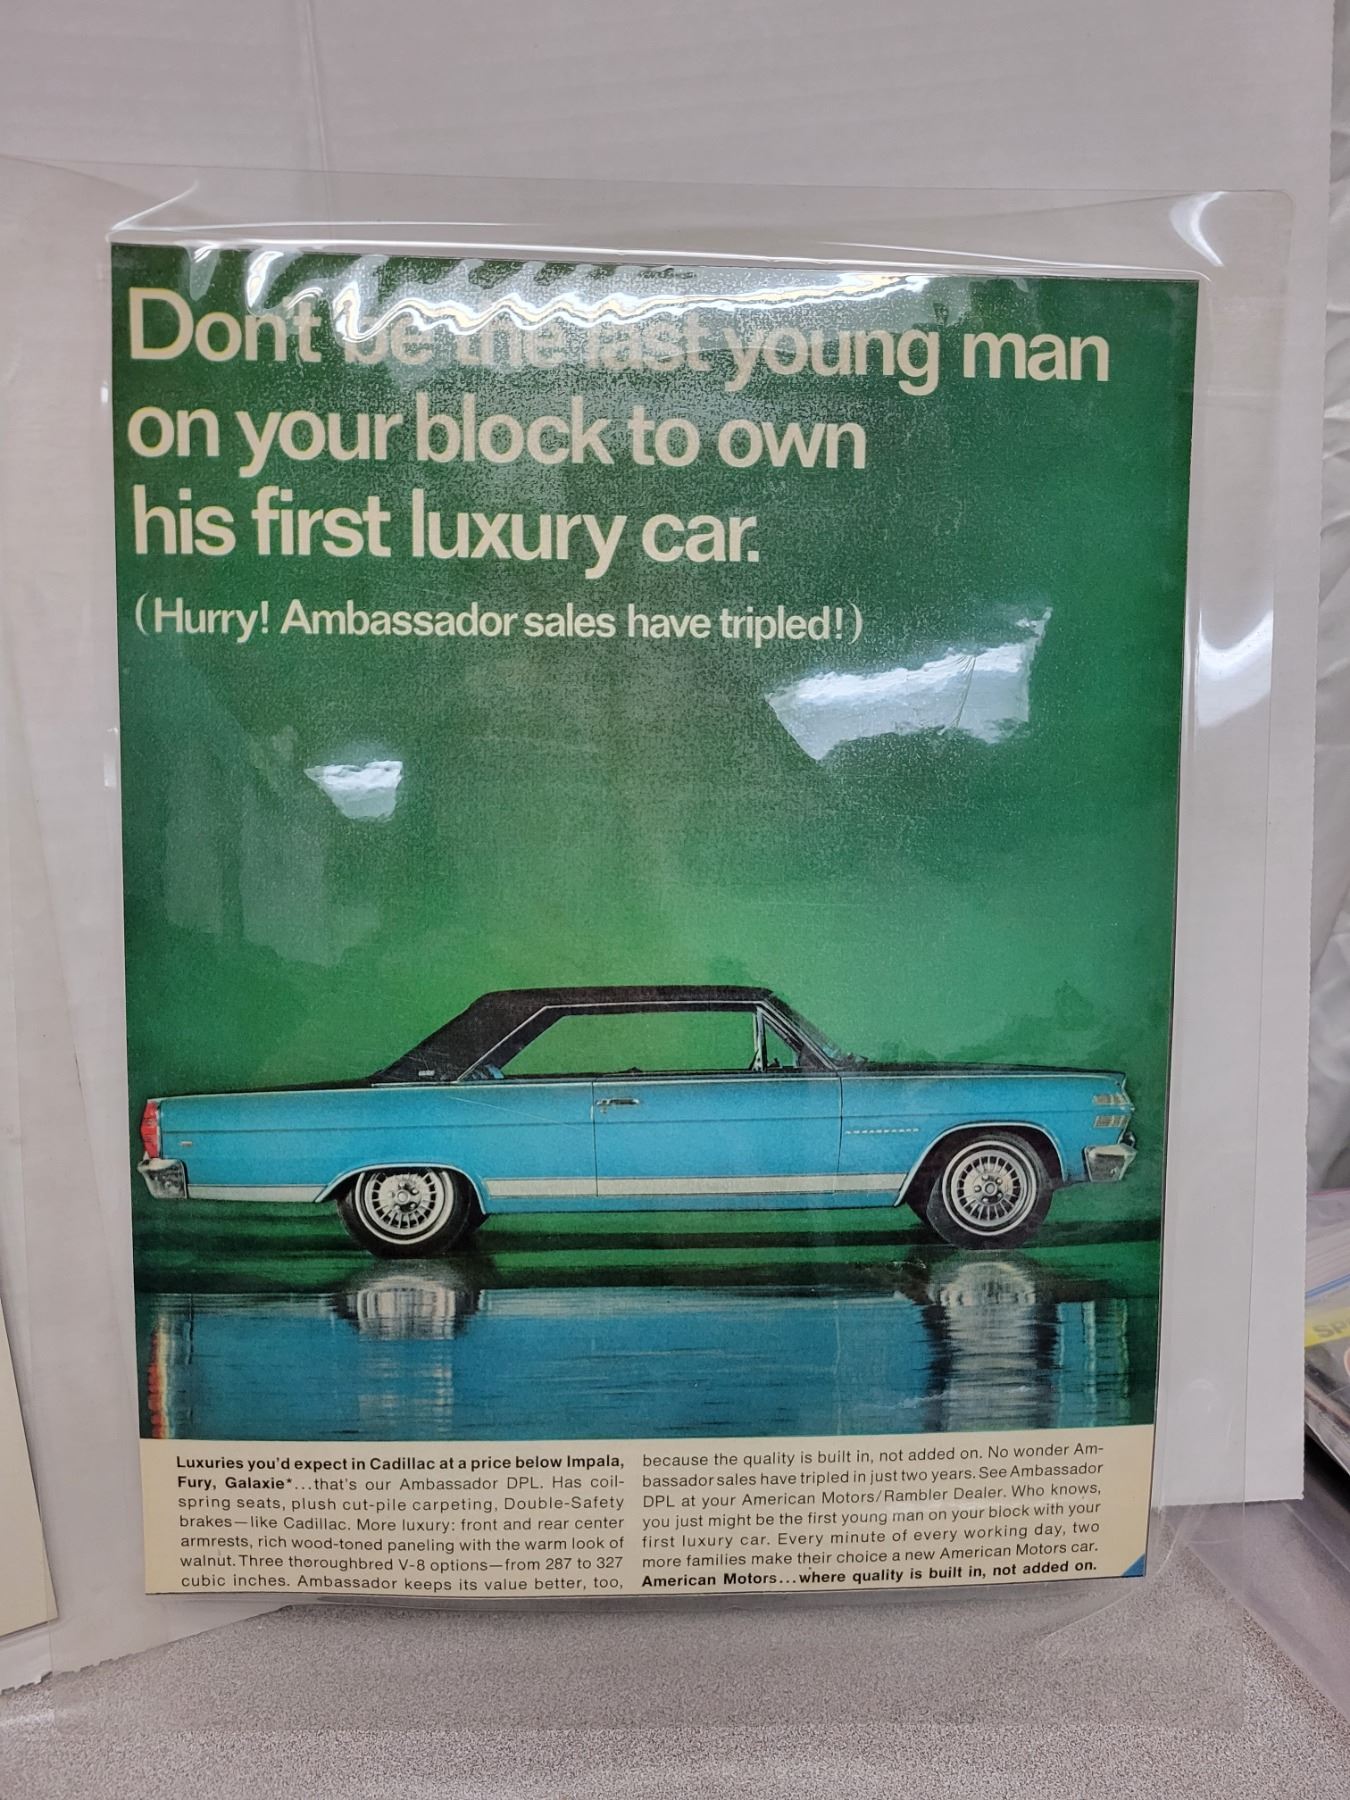 Don't be the last young man
on your block to own
his first luxury car.
(Hurry! Ambassador sales have tripled!)
Luxuries you'd expect in Cadillac at a price below Impala,
Fury, Galaxie*...that's our Ambassador DPL. Has coil-
spring seats, plush cut-pile carpeting, Double-Safety
brakes—like Cadillac. More luxury: front and rear center
armrests, rich wood-toned paneling with the warm look of
walnut. Three thoroughbred V-8 options—from 287 to 327
cubic inches. Ambassador keeps its value better, too,
because the quality is built in, not added on. No wonder Am-
bassador sales have tripled in just two years. See Ambassador
DPL at your American Motors/Rambler Dealer. Who knows,
you just might be the first young man on your block with your
first luxury car. Every minute of every working day, two
more families make their choice a new American Motors car.
American Motors...where quality is built in, not added on.